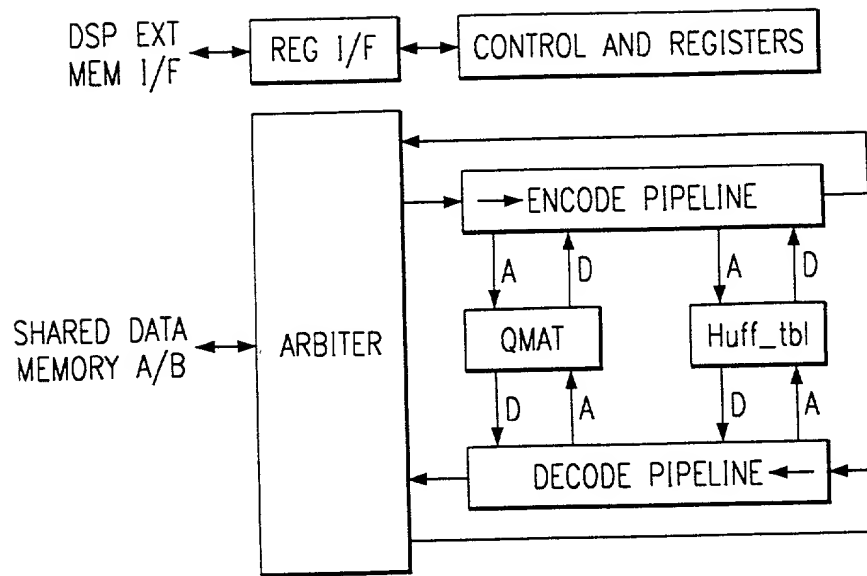 DSP EXT
MEM I/F
REG I/F
CONTROL AND REGISTERS
ENCODE PIPELINE
A
D
A
D
SHARED DATA
MEMORY A/B
ARBITER
QMAT
Huff_tbl
D
A
D
A
DECODE PIPELINE